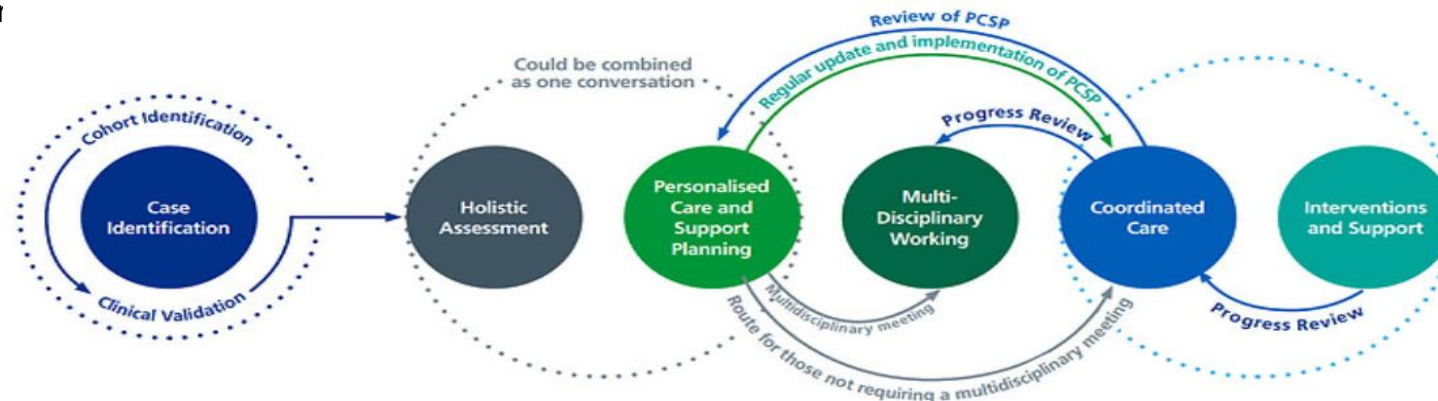 Cohort Identification
Case
Identification
Clinical Validation
Could be combined
as one conversation
Holistic
Assessment
Personalised
Care and
Support
Planning
Review of PCSP
Regular update and implementation of PCSP
Progress Review
Multi-
Disciplinary
Working
Multidisciplinary meeting
Route for those not requiring a multidisciplinary meeting
Coordinated
Care
Interventions
and Support
Progress Review